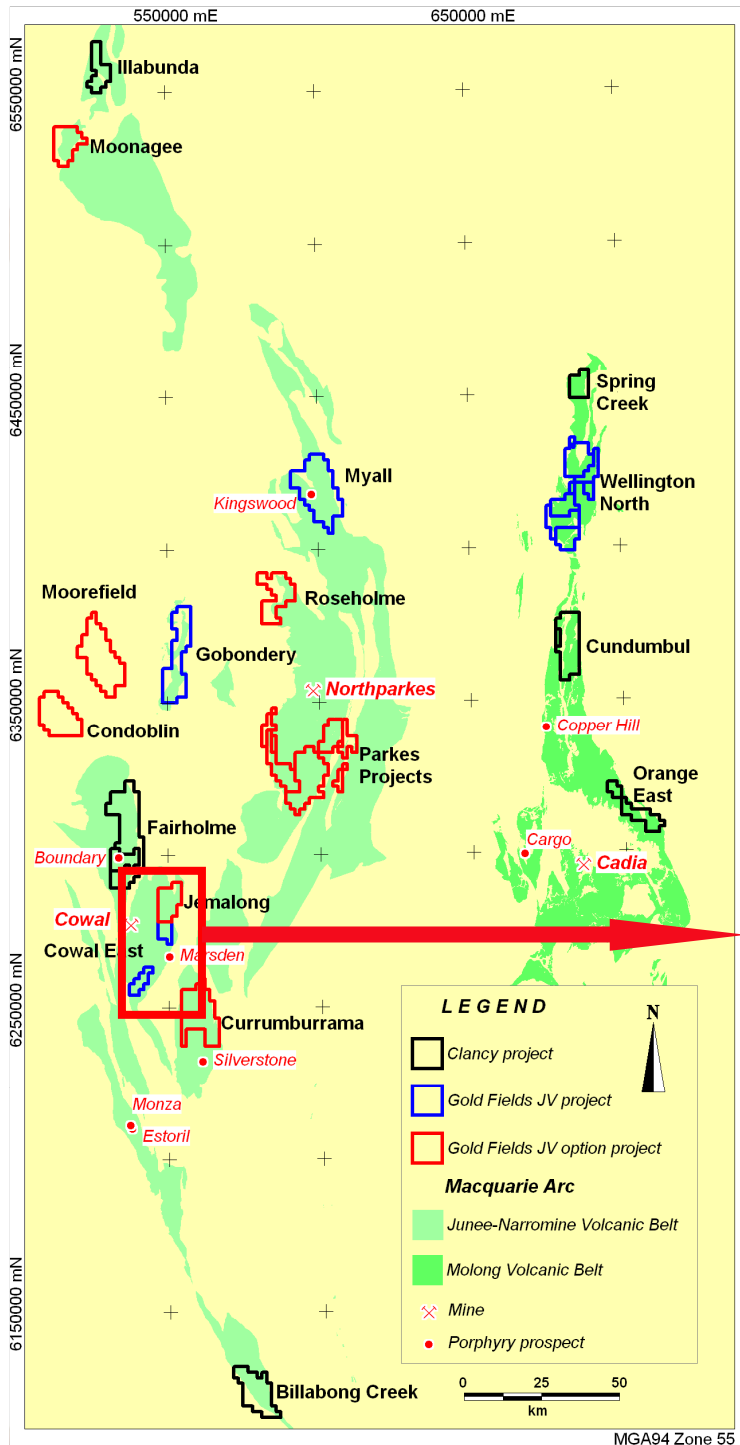 550000 mE
650000 mE
6550000 mN
Illabunda
Moonagee
6450000 mN
Spring
Creek
Myall
Kingswood
Wellington
North
Moorefield
Roseholme
Gobondery
Cundumbul
6350000 mN
Northparkes
Condoblin
Copper Hill
Parkes
Projects
Orange
East
Fairholme
Boundary
Cargo
Cadia
Jemalong
Cowal
Cowal East
Marsden
6250000 mN
Currumburrama
Silverstone
Monza
Estoril
6150000 mN
Billabong Creek
LEGEND
N
Clancy project
Gold Fields JV project
Gold Fields JV option project
Macquarie Arc
Junee-Narromine Volcanic Belt
Molong Volcanic Belt
Mine
Porphyry prospect
0 25 50
km
MGA94 Zone 55